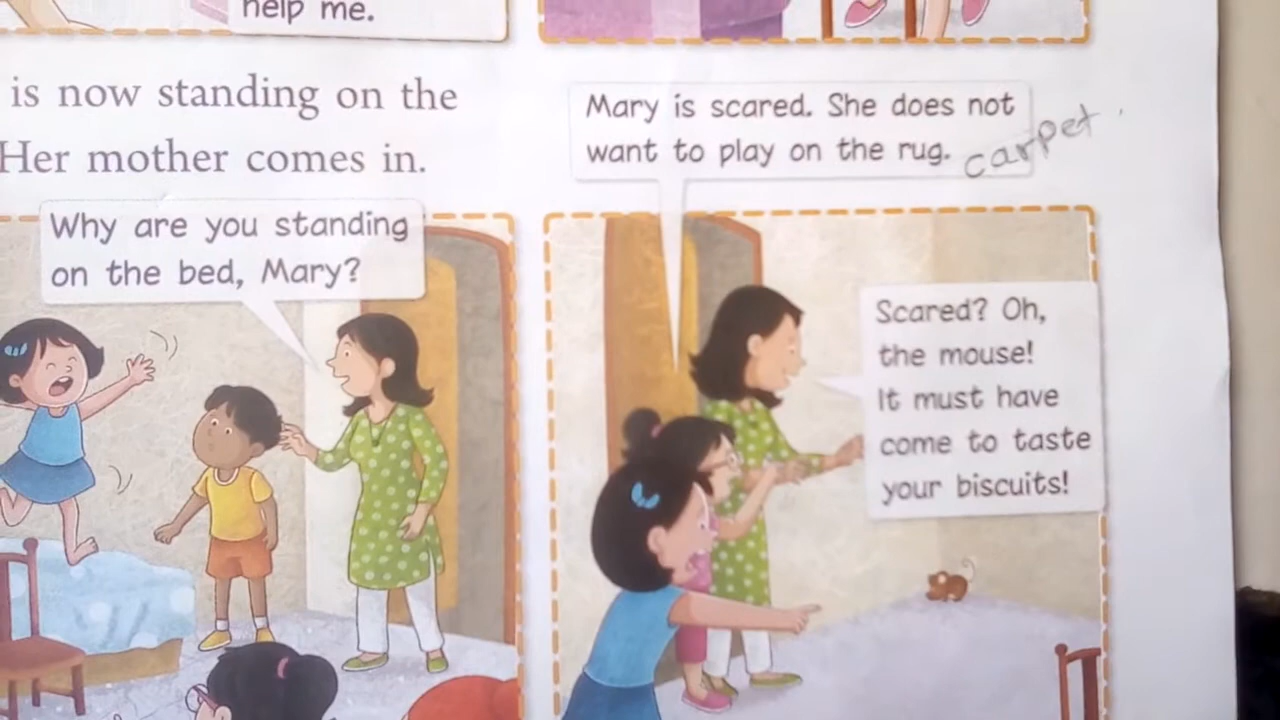 help me.
is now standing on the
Her mother comes in.
Why are you standing
on the bed, Mary?
Mary is scared. She does not
want to play on the rug.
carpet
Scared? Oh,
the mouse!
It must have
come to taste
your biscuits!